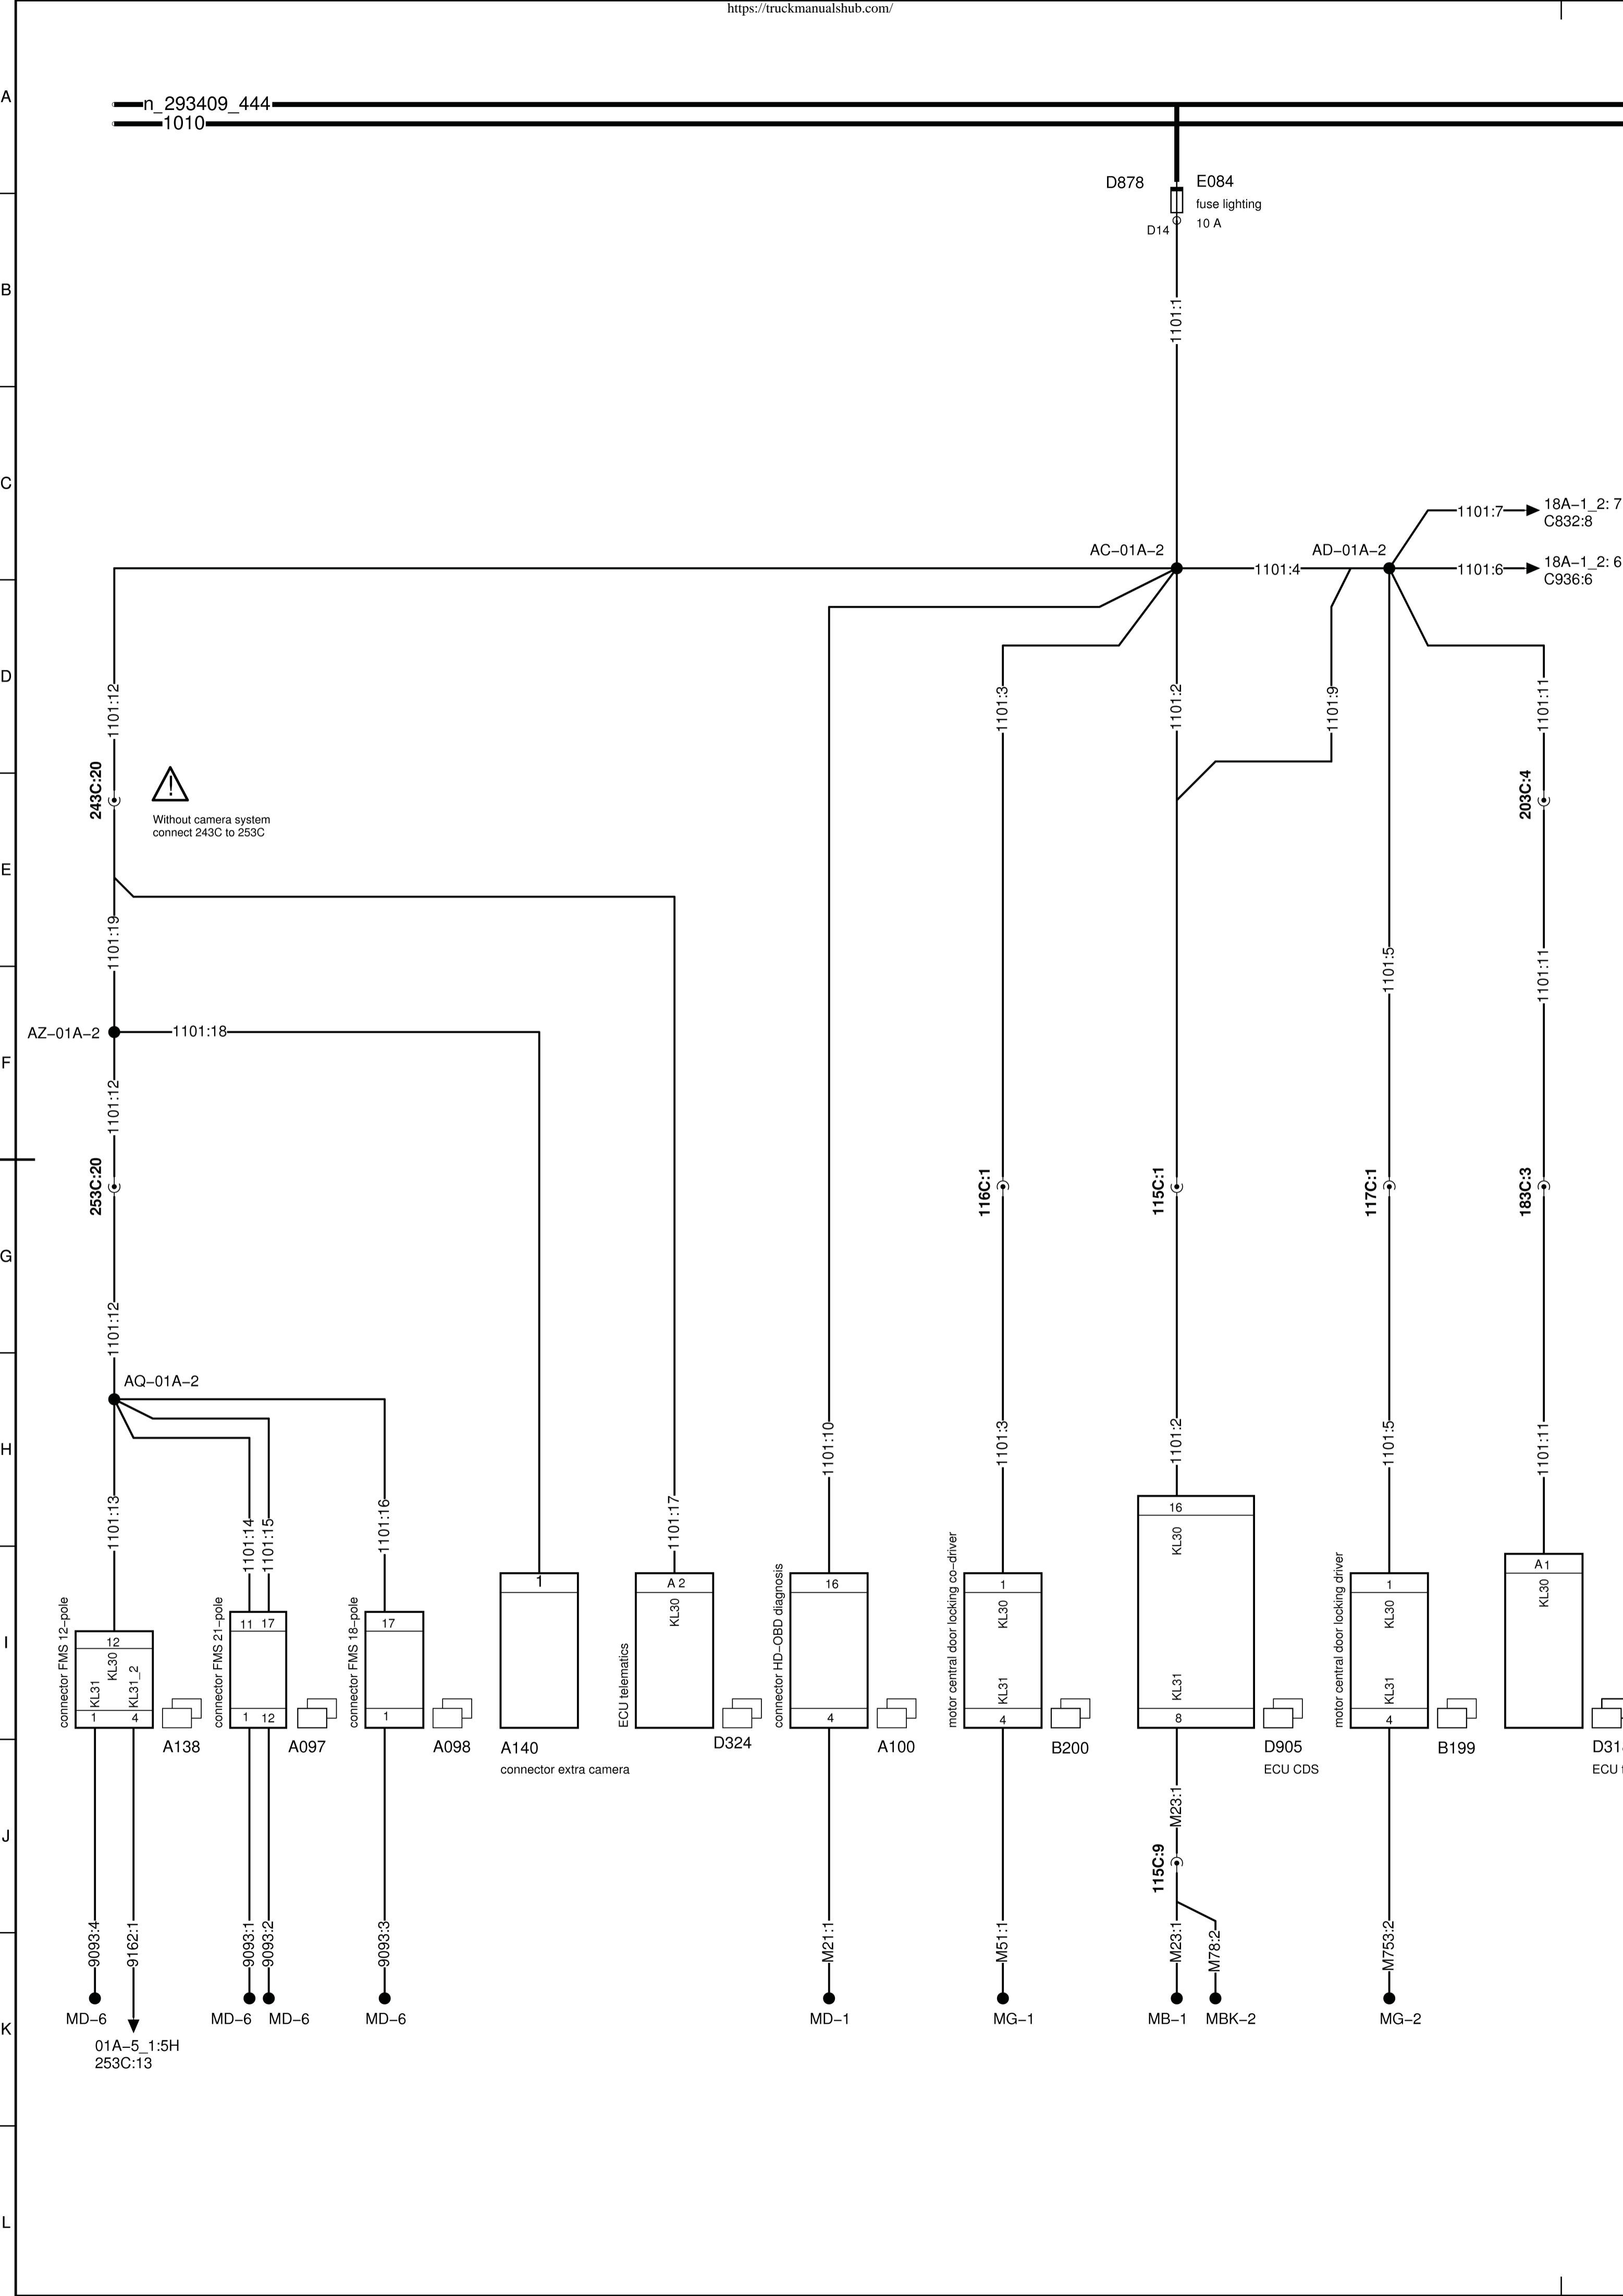 https://truckmanualshub.com/
A
n_293409_444
1010
D878
E084
fuse lighting
10 A
D14
B
1101:1
C
18A-1_2: 7
1101:7
C832:8
AC-01A-2
AD-01A-2
1101:4
18A-1_2: 6
1101:6
C936:6
D
1101:12
1101:3
1101:2
1101:9
1101:11
243C:20
!
203C:4
Without camera system
connect 243C to 253C
E
1101:19
1101:5
1101:11
AZ-01A-2
1101:18
F
1101:12
253C:20
116C:1
115C:1
117C:1
183C:3
G
1101:12
AQ-01A-2
H
1101:10
1101:3
1101:2
1101:5
1101:11
1101:13
1101:14
1101:15
1101:16
1101:17
16
KL30
A 1
KL30
1
A 2
KL30
16
1
KL30
1
KL30
I
connector FMS 12-pole
12
KL30
KL31
KL31_2
1
4
connector FMS 21-pole
11
17
1
12
connector FMS 18-pole
17
1
ECU telematics
connector HD-OBD diagnosis
4
motor central door locking co-driver
KL31
4
KL31
8
motor central door locking driver
KL31
4
A138
A097
A098
A140
connector extra camera
D324
A100
B200
D905
ECU CDS
B199
D31
ECU
J
M23:1
115C:9
9093:4
9162:1
9093:1
9093:2
9093:3
M21:1
M51:1
M23:1
M78:2
M753:2
K
MD-6
MD-6
MD-6
MD-6
MD-1
MG-1
MB-1
MBK-2
MG-2
01A-5_1:5H
253C:13
L